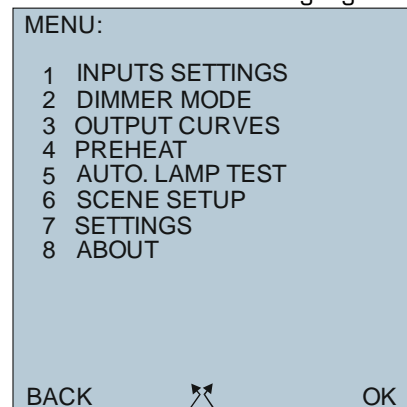 MENU:
1 INPUTS SETTINGS
2 DIMMER MODE
3 OUTPUT CURVES
4 PREHEAT
5 AUTO. LAMP TEST
6 SCENE SETUP
7 SETTINGS
8 ABOUT
BACK OK